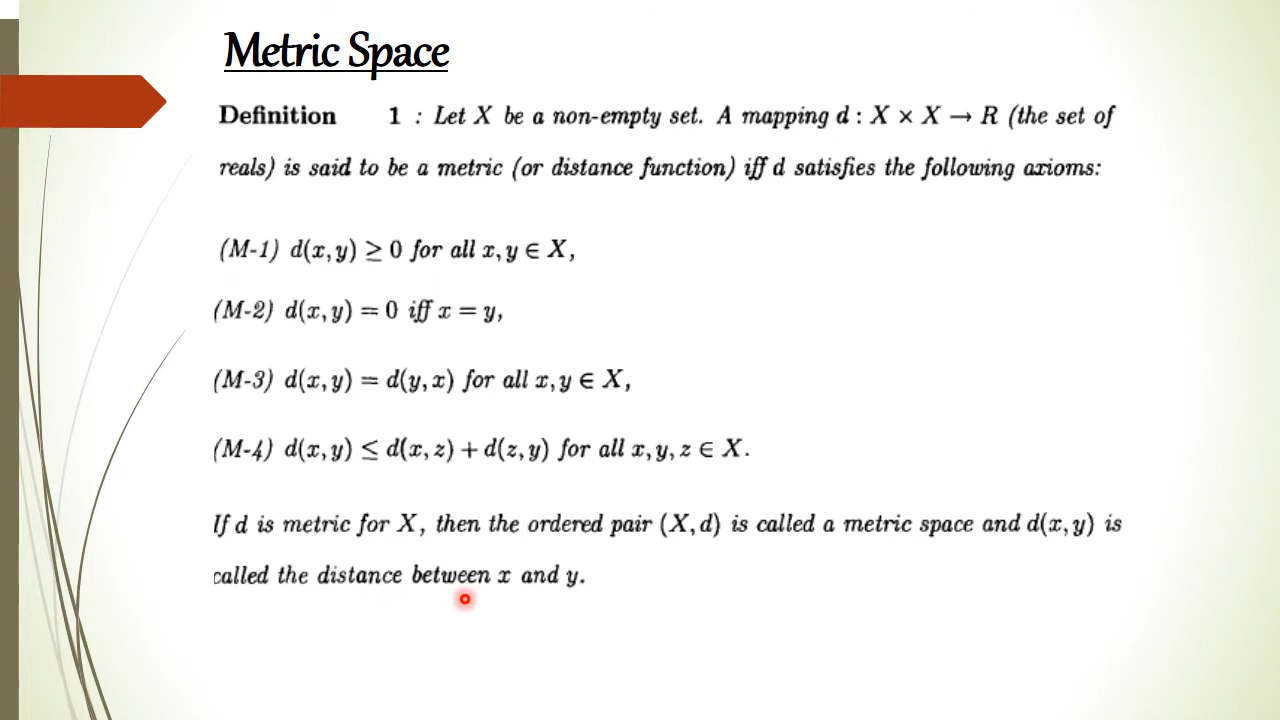 Metric Space
Definition 1 : Let X be a non-empty set. A mapping d : X × X → R (the set of
reals) is said to be a metric (or distance function) iff d satisfies the following axioms:
(M-1) d(x, y) ≥ 0 for all x, y ∈ X,
(M-2) d(x, y) = 0 iff x = y,
(M-3) d(x, y) = d(y, x) for all x, y ∈ X,
(M-4) d(x, y) ≤ d(x, z) + d(z, y) for all x, y, z ∈ X.
If d is metric for X, then the ordered pair (X, d) is called a metric space and d(x, y) is
called the distance between x and y.